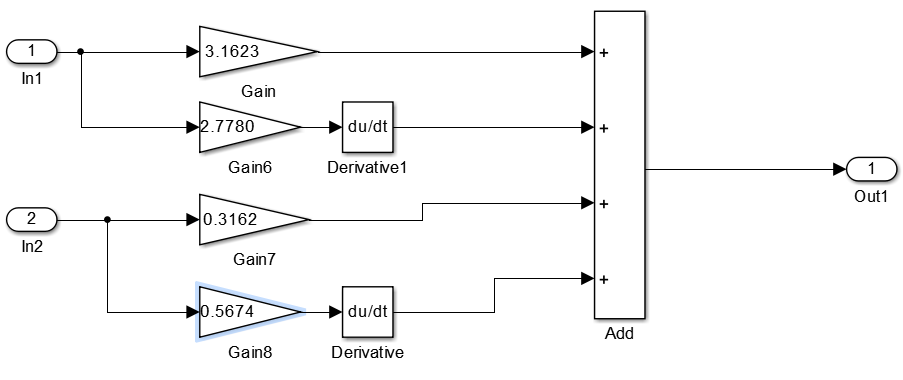 1
In1
3.1623
+
Gain
2.7780
du/dt
+
Gain6
Derivative1
1
Out1
2
In2
0.3162
+
Gain7
0.5674
du/dt
+
Gain8
Derivative
Add